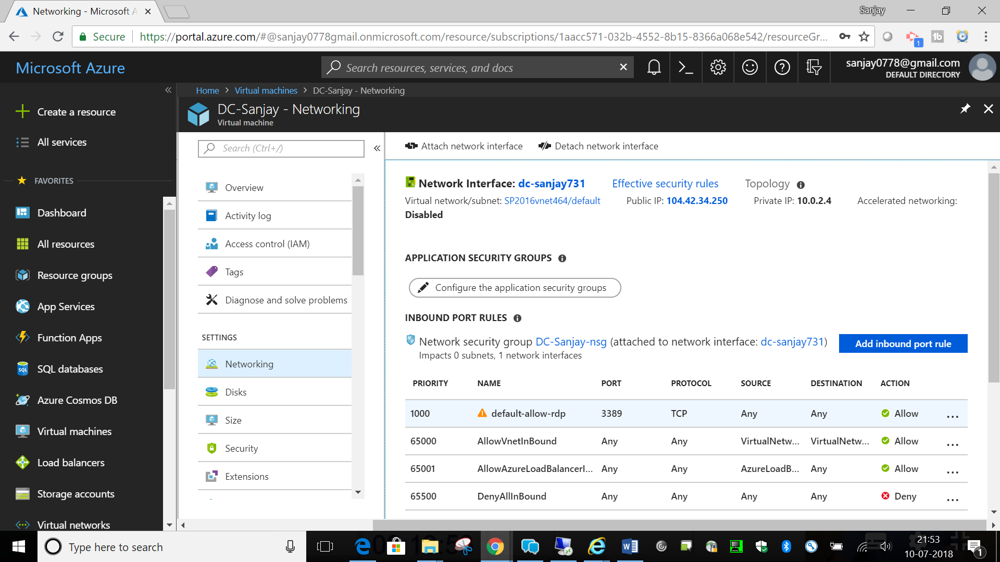 Networking - Microsoft A
Sanjay
Secure
https://portal.azure.com/#@sanjay0778gmail.onmicrosoft.com/resource/subscriptions/1aacc571-032b-4552-8b15-8366a068e542/resourceGr...
1
Microsoft Azure
Search resources, services, and docs
sanjay0778@gmail.com
DEFAULT DIRECTORY
Create a resource
All services
FAVORITES
Dashboard
All resources
Resource groups
App Services
Function Apps
SQL databases
Azure Cosmos DB
Virtual machines
Load balancers
Storage accounts
Virtual networks
Home > Virtual machines > DC-Sanjay - Networking
DC-Sanjay - Networking
Virtual machine
Search (Ctrl+/)
Overview
Activity log
Access control (IAM)
Tags
Diagnose and solve problems
SETTINGS
Networking
Disks
Size
Security
Extensions
Attach network interface Detach network interface
Network Interface: dc-sanjay731 Effective security rules Topology
Virtual network/subnet: SP2016vnet464/default Public IP: 104.42.34.250 Private IP: 10.0.2.4 Accelerated networking:
Disabled
APPLICATION SECURITY GROUPS
Configure the application security groups
INBOUND PORT RULES
Network security group DC-Sanjay-nsg (attached to network interface: dc-sanjay731)
Impacts 0 subnets, 1 network interfaces
Add inbound port rule
PRIORITY NAME PORT PROTOCOL SOURCE DESTINATION ACTION
1000 default-allow-rdp 3389 TCP Any Any Allow ...
65000 AllowVnetInBound Any Any VirtualNetw... VirtualNetw... Allow ...
65001 AllowAzureLoadBalancerI... Any Any AzureLoadB... Any Allow ...
65500 DenyAllInBound Any Any Any Any Deny ...
Type here to search
21:53
10-07-2018
1